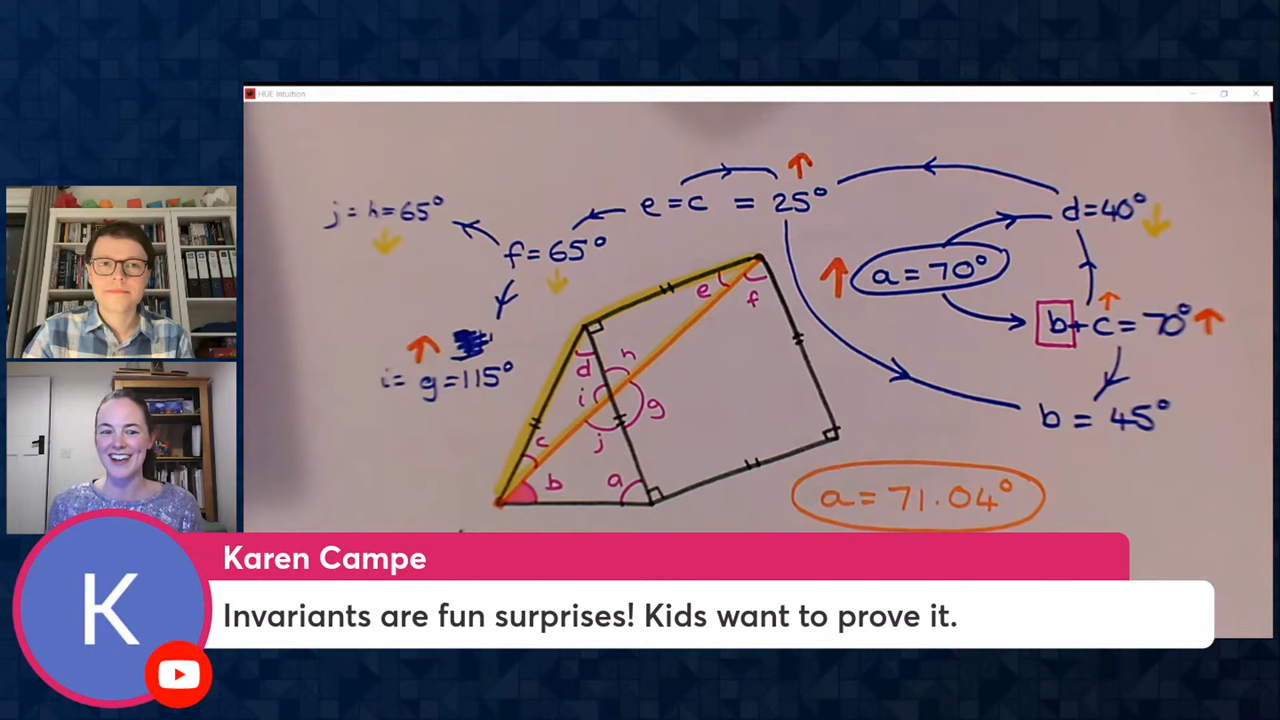 HUE Intuition
j = h = 65°
e = c = 25°
d = 40°
f = 65°
a = 70°
b + c = 70°
i = g = 115°
b = 45°
e
f
d
h
i
g
j
c
b
a
a = 71.04°
Karen Campe
K
Invariants are fun surprises! Kids want to prove it.